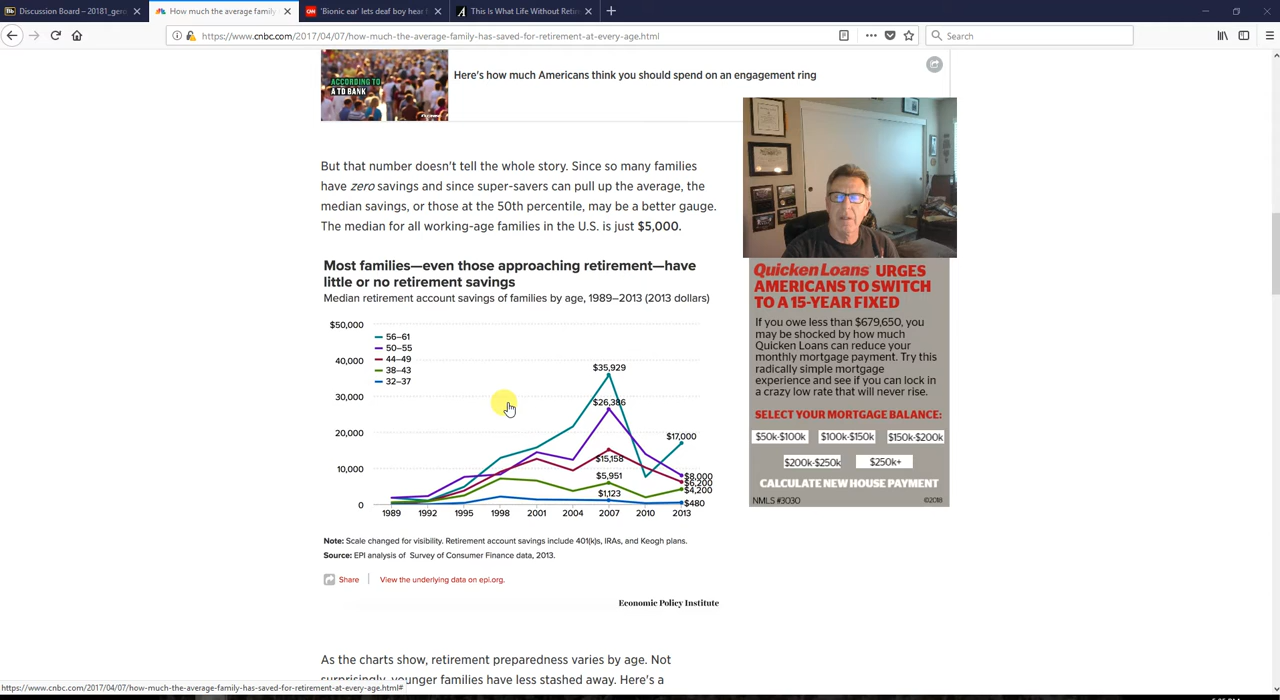 Discussion Board – 20181_gero
How much the average family
'Bionic ear' lets deaf boy hear f
This Is What Life Without Retir
https://www.cnbc.com/2017/04/07/how-much-the-average-family-has-saved-for-retirement-at-every-age.html
Search
ACCORDING TO
A TD BANK
Here's how much Americans think you should spend on an engagement ring
But that number doesn't tell the whole story. Since so many families
have zero savings and since super-savers can pull up the average, the
median savings, or those at the 50th percentile, may be a better gauge.
The median for all working-age families in the U.S. is just $5,000.
Most families—even those approaching retirement—have
little or no retirement savings
Median retirement account savings of families by age, 1989–2013 (2013 dollars)
$50,000
40,000
30,000
20,000
10,000
0
56–61
50–55
44–49
38–43
32–37
$35,929
$26,386
$15,158
$5,951
$1,123
$17,000
$8,000
$6,200
$4,200
$480
1989 1992 1995 1998 2001 2004 2007 2010 2013
Note: Scale changed for visibility. Retirement account savings include 401(k)s, IRAs, and Keogh plans.
Source: EPI analysis of Survey of Consumer Finance data, 2013.
Share
View the underlying data on epi.org.
Economic Policy Institute
As the charts show, retirement preparedness varies by age. Not
surprisingly, younger families have less stashed away. Here's a
Quicken Loans URGES
AMERICANS TO SWITCH
TO A 15-YEAR FIXED
If you owe less than $679,650, you
may be shocked by how much
Quicken Loans can reduce your
monthly mortgage payment. Try this
radically simple mortgage
experience and see if you can lock in
a crazy low rate that will never rise.
SELECT YOUR MORTGAGE BALANCE:
$50k-$100k
$100k-$150k
$150k-$200k
$200k-$250k
$250k+
CALCULATE NEW HOUSE PAYMENT
NMLS #3030
©2018
https://www.cnbc.com/2017/04/07/how-much-the-average-family-has-saved-for-retirement-at-every-age.html#